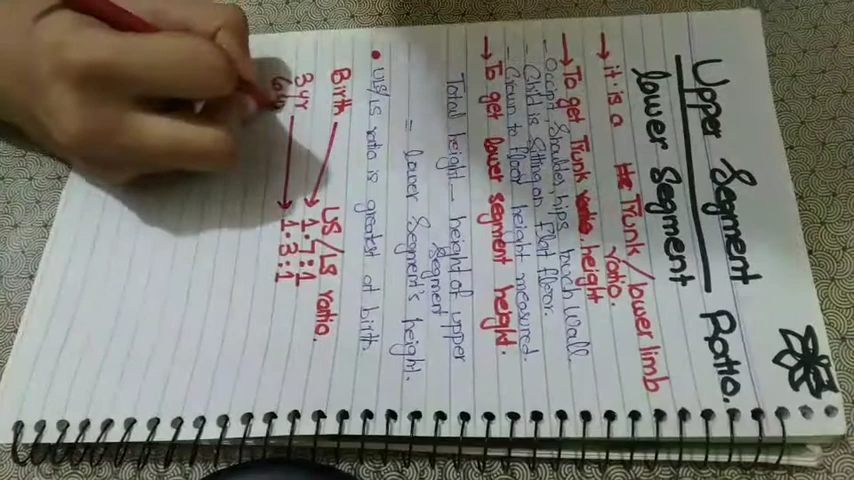 Upper Segment Ratio.
lower Segment
→ it is a Trunk/lower limb
ratio.
→ To get Trunk height
- Occiput, Shoulder, hips touch wall.
- Child is sitting on flat floor.
- Crown to floor height measured.
→ To get lower segment height.
Total height - height of upper
Segment
= lower Segment's height.
• US/LS ratio is greatest at birth.
US/LS ratio.
Birth → 1.7:1
3yr → 1.3:1
6y